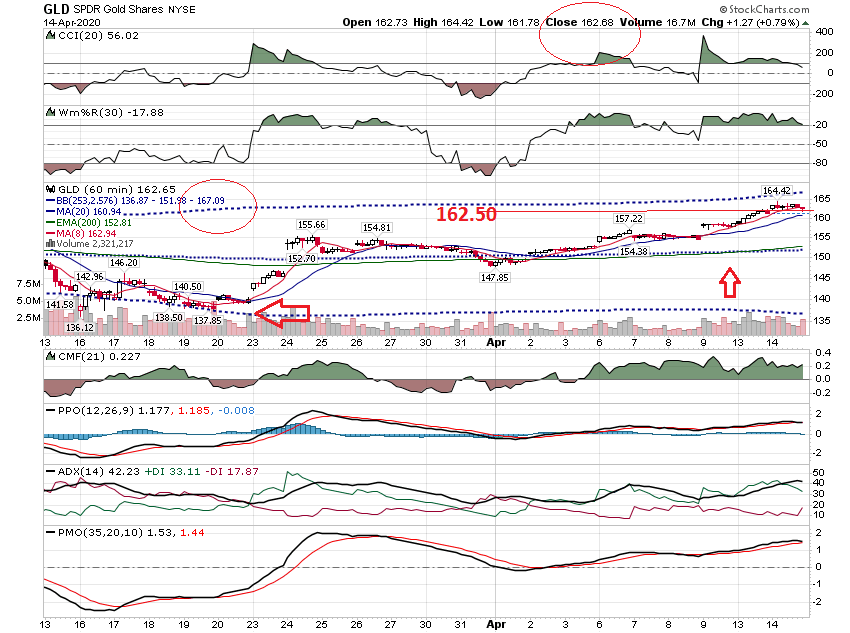 GLD SPDR Gold Shares NYSE © StockCharts.com
14-Apr-2020 Open 162.73 High 164.42 Low 161.78 Close 162.68 Volume 16.7M Chg +1.27 (+0.79%)
CCI(20) 56.02
400
200
0
-200
Wm%R(30) -17.88
-20
-50
-80
GLD (60 min) 162.65
BB(253,2.576) 136.87 - 151.98 - 167.09
MA(20) 160.94
EMA(200) 152.81
MA(8) 162.94
Volume 2,321,217
162.50
164.42
157.22
155.66
154.81
154.38
152.70
147.85
146.20
142.96
141.58
140.50
138.50
137.85
136.12
165
160
155
150
145
140
135
7.5M
5.0M
2.5M
13 16 17 18 19 20 23 24 25 26 27 30 31 Apr 2 3 6 7 8 9 13 14
CMF(21) 0.227
0.4
0.2
0.0
-0.2
PPO(12,26,9) 1.177, 1.185, -0.008
2
0
-2
ADX(14) 42.23 +DI 33.11 -DI 17.87
50
40
30
20
10
PMO(35,20,10) 1.53, 1.44
2
1
0
-1
-2
13 16 17 18 19 20 23 24 25 26 27 30 31 Apr 2 3 6 7 8 9 13 14